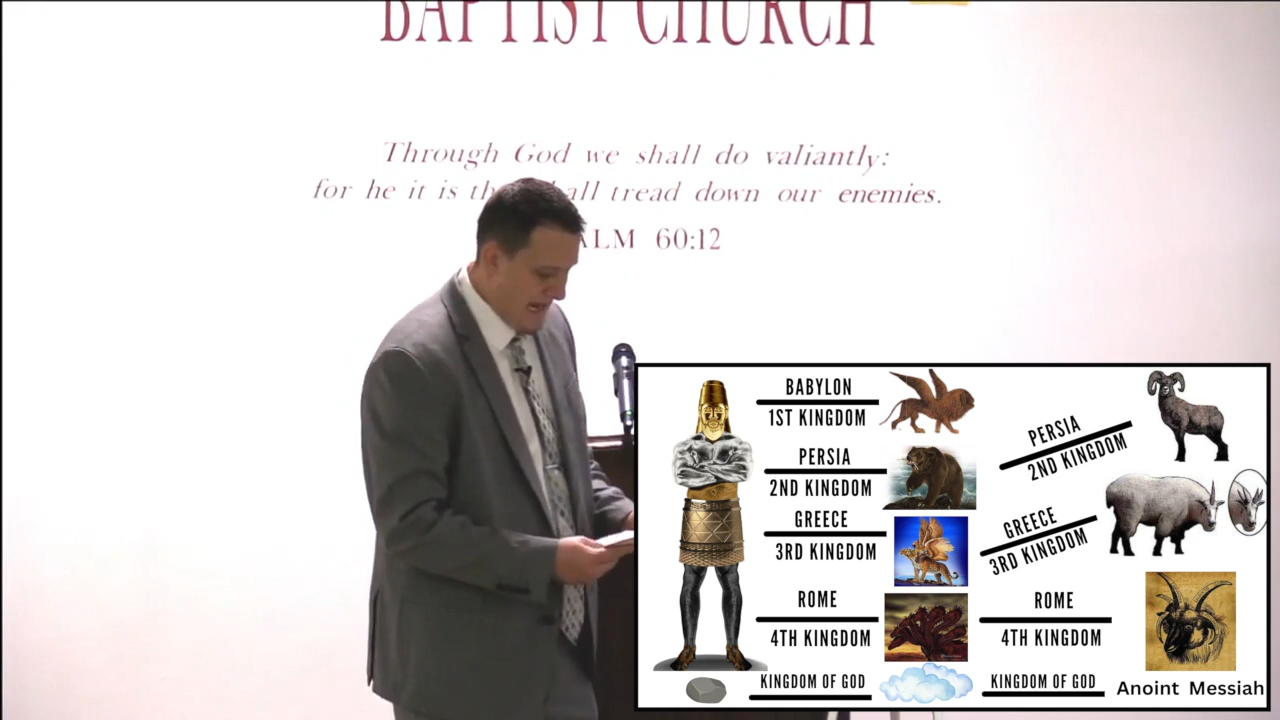 BAPTIST CHURCH
Through God we shall do valiantly:
for he it is th all tread down our enemies.
ALM 60:12
BABYLON
1ST KINGDOM
PERSIA
2ND KINGDOM
GREECE
3RD KINGDOM
ROME
4TH KINGDOM
KINGDOM OF GOD
PERSIA
2ND KINGDOM
GREECE
3RD KINGDOM
ROME
4TH KINGDOM
KINGDOM OF GOD
Anoint Messiah